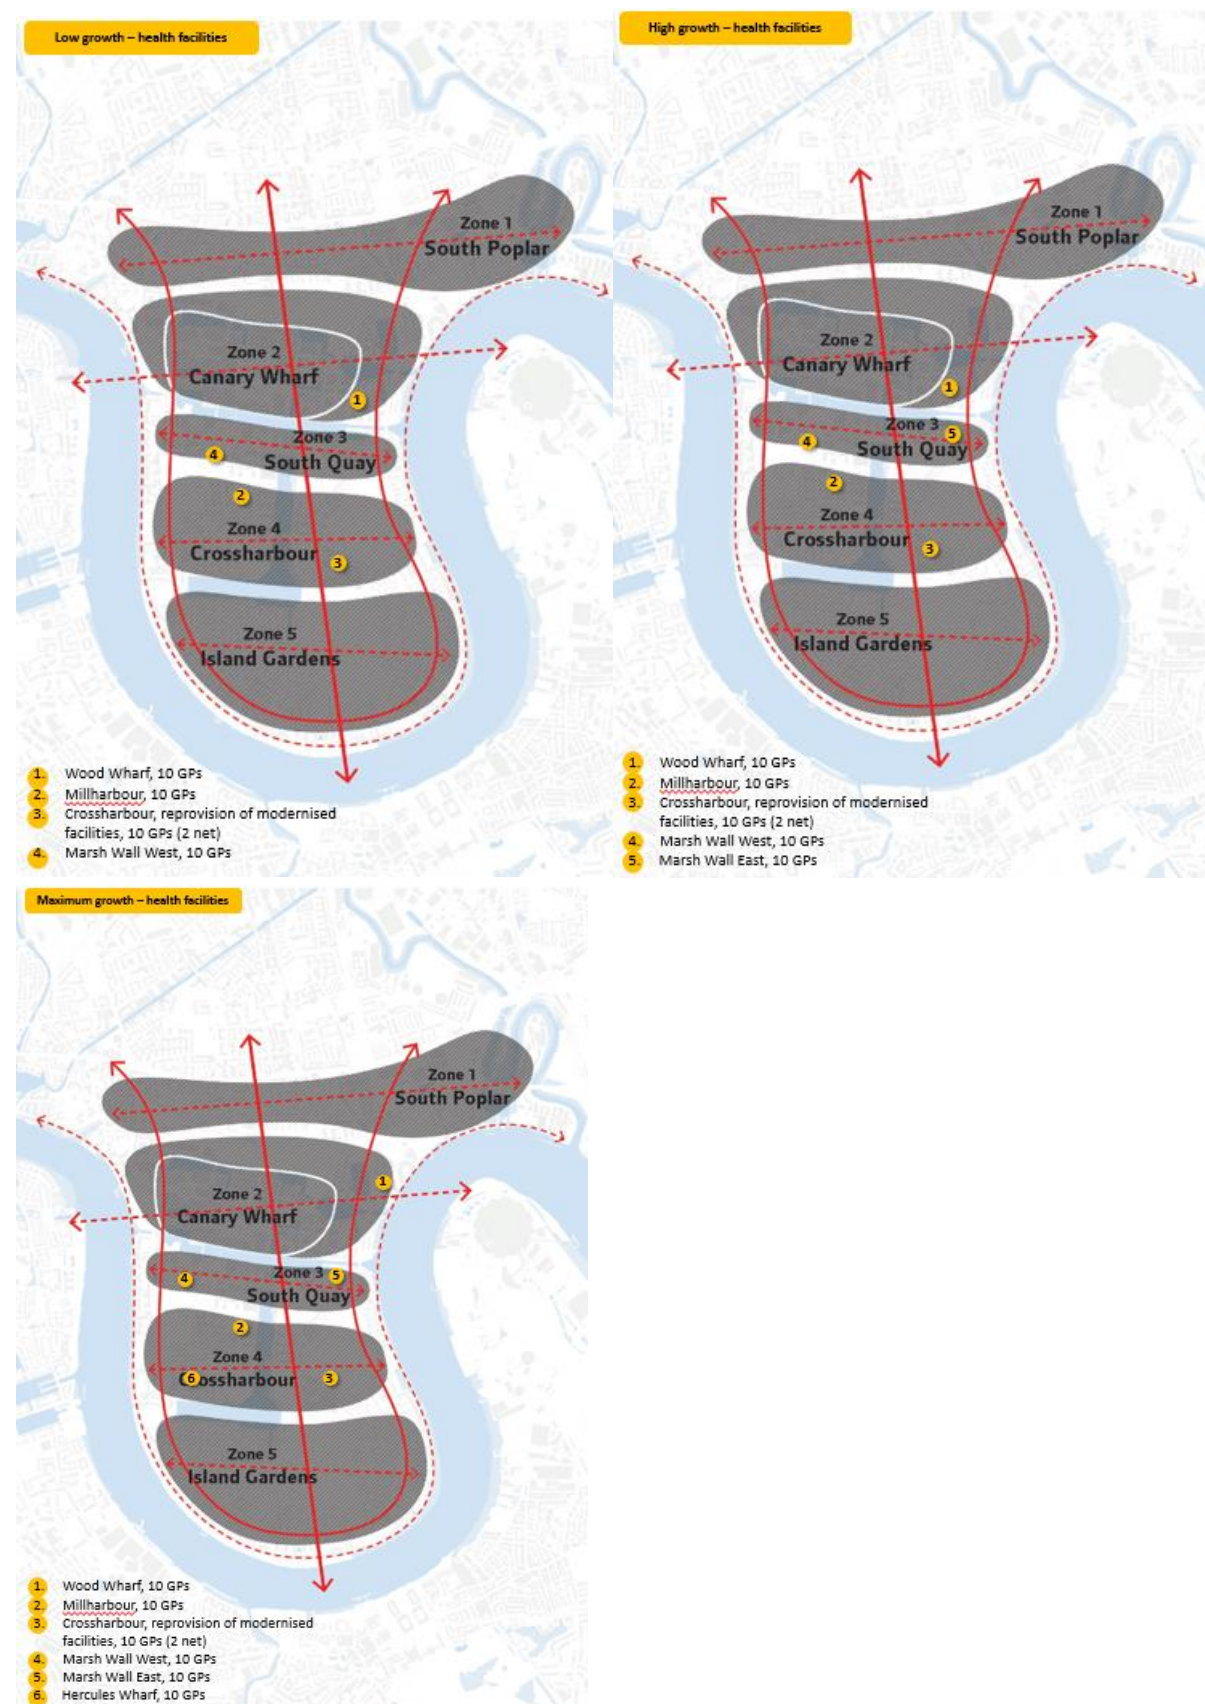 Low growth – health facilities
Zone 1
South Poplar
Zone 2
Canary Wharf
1
Zone 3
4
South Quay
2
Zone 4
Crossharbour
3
Zone 5
Island Gardens
1. Wood Wharf, 10 GPs
2. Millharbour, 10 GPs
3. Crossharbour, reprovision of modernised
facilities, 10 GPs (2 net)
4. Marsh Wall West, 10 GPs
High growth – health facilities
Zone 1
South Poplar
Zone 2
Canary Wharf
1
Zone 3
5
4
South Quay
2
Zone 4
Crossharbour
3
Zone 5
Island Gardens
1. Wood Wharf, 10 GPs
2. Millharbour, 10 GPs
3. Crossharbour, reprovision of modernised
facilities, 10 GPs (2 net)
4. Marsh Wall West, 10 GPs
5. Marsh Wall East, 10 GPs
Maximum growth – health facilities
Zone 1
South Poplar
1
Zone 2
Canary Wharf
4
Zone 3
5
South Quay
2
Zone 4
6
Crossharbour
3
Zone 5
Island Gardens
1. Wood Wharf, 10 GPs
2. Millharbour, 10 GPs
3. Crossharbour, reprovision of modernised
facilities, 10 GPs (2 net)
4. Marsh Wall West, 10 GPs
5. Marsh Wall East, 10 GPs
6. Hercules Wharf, 10 GPs